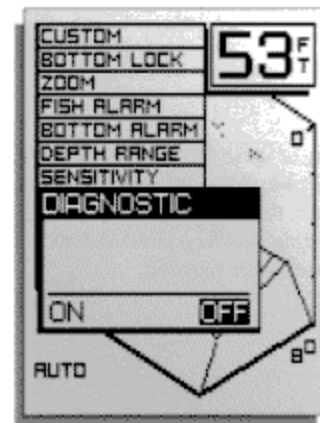 CUSTOM
BOTTOM LOCK
ZOOM
FISH ALARM
BOTTOM ALARM
DEPTH RANGE
SENSITIVITY
DIAGNOSTIC
ON OFF
53 FT
0
80
AUTO